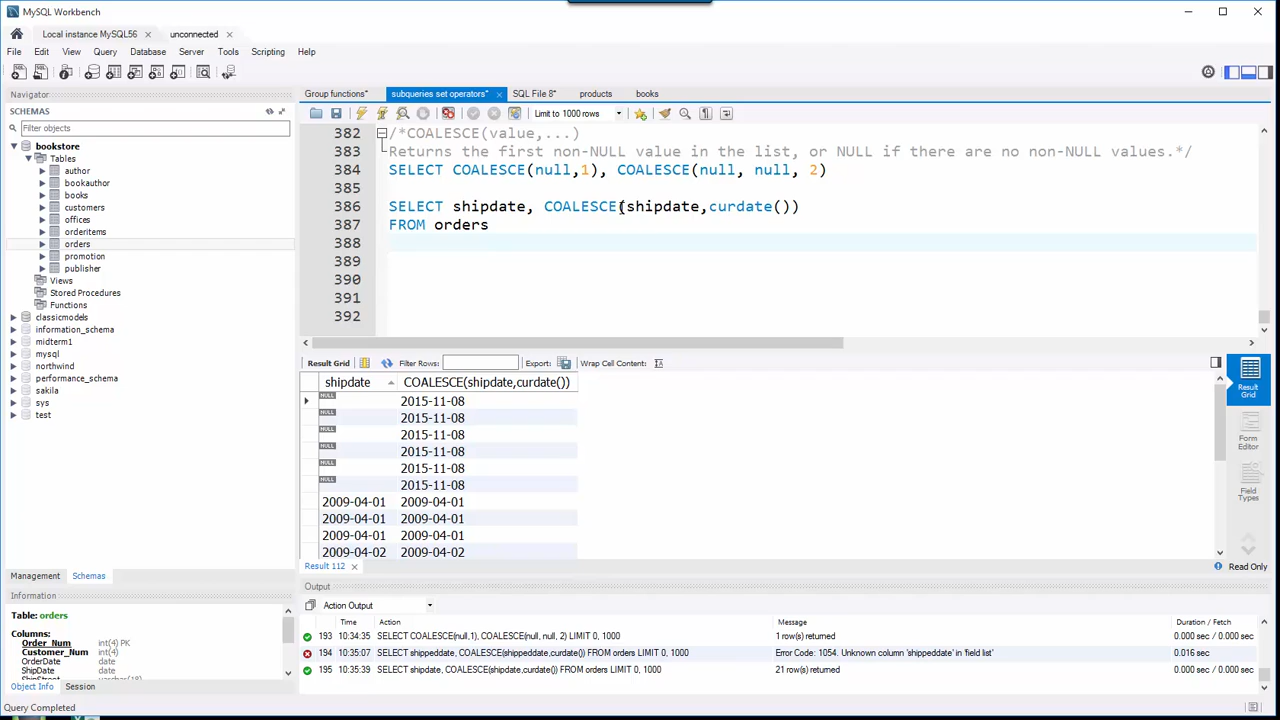 MySQL Workbench
Local instance MySQL56
unconnected
File Edit View Query Database Server Tools Scripting Help
Navigator
SCHEMAS
Filter objects
bookstore
Tables
author
bookauthor
books
customers
offices
orderitems
orders
promotion
publisher
Views
Stored Procedures
Functions
classicmodels
information_schema
midterm1
mysql
northwind
performance_schema
sakila
sys
test
Management Schemas
Information
Table: orders
Columns:
Order_Num int(4) PK
Customer_Num int(4)
OrderDate date
ShipDate date
Object Info Session
Query Completed
Group functions* subqueries set operators* SQL File 8* products books
Limit to 1000 rows
382 /*COALESCE(value,...)
383 Returns the first non-NULL value in the list, or NULL if there are no non-NULL values.*/
384 SELECT COALESCE(null,1), COALESCE(null, null, 2)
385
386 SELECT shipdate, COALESCE(shipdate,curdate())
387 FROM orders
388
389
390
391
392
Result Grid Filter Rows: Export: Wrap Cell Content:
shipdate COALESCE(shipdate,curdate())
NULL 2015-11-08
NULL 2015-11-08
NULL 2015-11-08
NULL 2015-11-08
NULL 2015-11-08
NULL 2015-11-08
2009-04-01 2009-04-01
2009-04-01 2009-04-01
2009-04-01 2009-04-01
2009-04-02 2009-04-02
Result Grid
Form Editor
Field Types
Result 112
Read Only
Output
Action Output
Time Action Message Duration / Fetch
193 10:34:35 SELECT COALESCE(null,1), COALESCE(null, null, 2) LIMIT 0, 1000 1 row(s) returned 0.000 sec / 0.000 sec
194 10:35:07 SELECT shippeddate, COALESCE(shippeddate,curdate()) FROM orders LIMIT 0, 1000 Error Code: 1054. Unknown column 'shippeddate' in 'field list' 0.016 sec
195 10:35:39 SELECT shipdate, COALESCE(shipdate,curdate()) FROM orders LIMIT 0, 1000 21 row(s) returned 0.000 sec / 0.000 sec